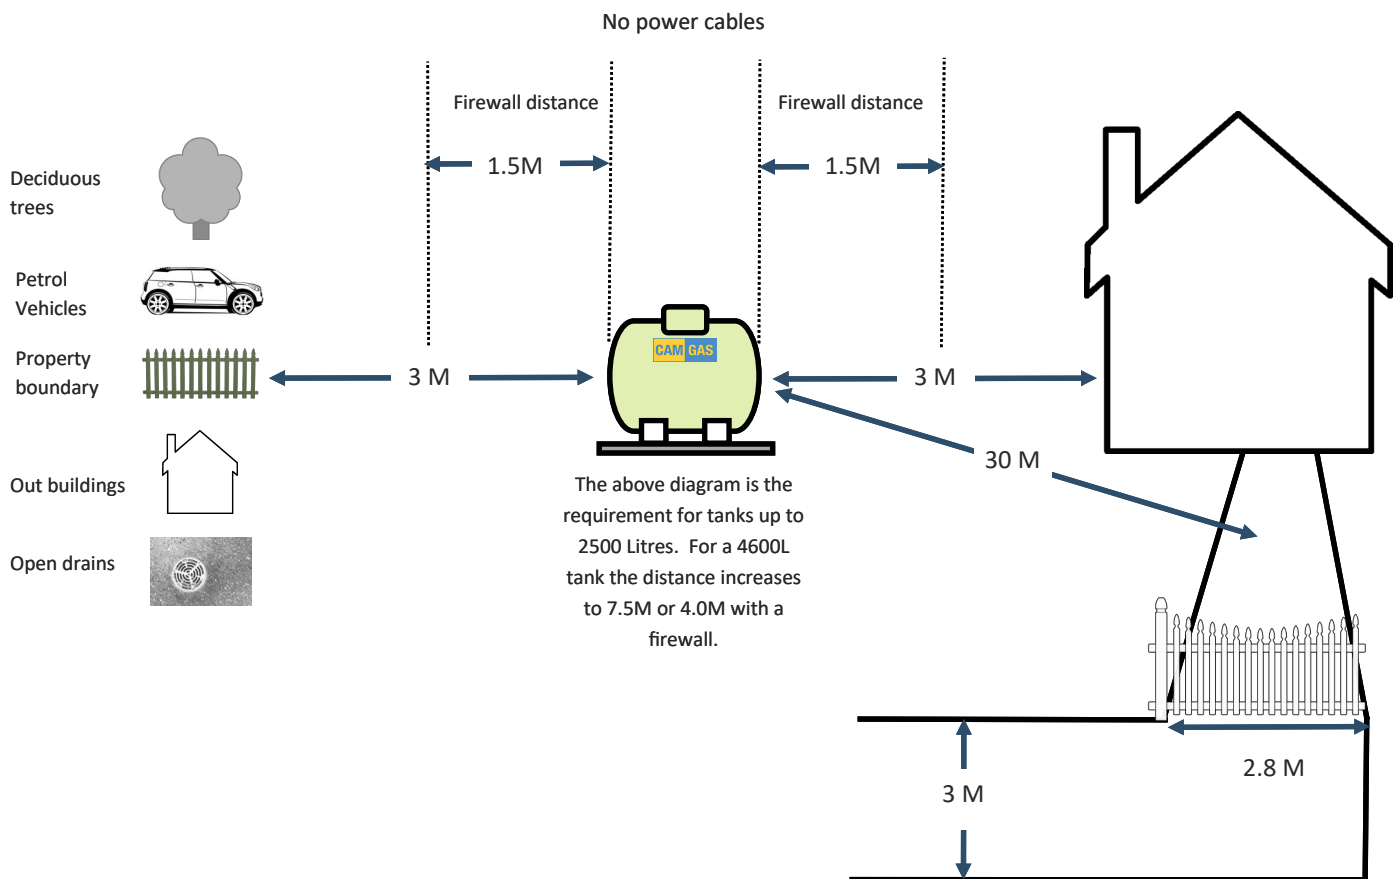 No power cables
Firewall distance
Firewall distance
1.5M
1.5M
Deciduous
trees
Petrol
Vehicles
Property
boundary
3 M
CAM GAS
3 M
30 M
Out buildings
Open drains
The above diagram is the
requirement for tanks up to
2500 Litres.  For a 4600L
tank the distance increases
to 7.5M or 4.0M with a
firewall.
2.8 M
3 M